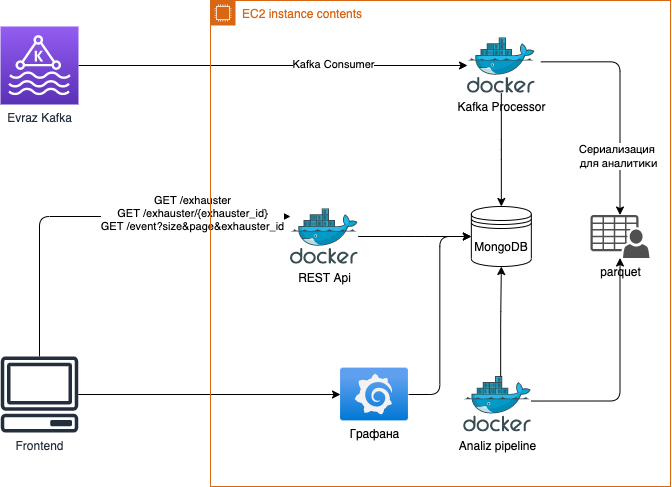 EC2 instance contents
K
Evraz Kafka
Kafka Consumer
docker
Kafka Processor
Сериализация
для аналитики
GET /exhauster
GET /exhauster/{exhauster_id}
GET /event?size&page&exhauster_id
docker
REST Api
MongoDB
parquet
Frontend
Графана
docker
Analiz pipeline